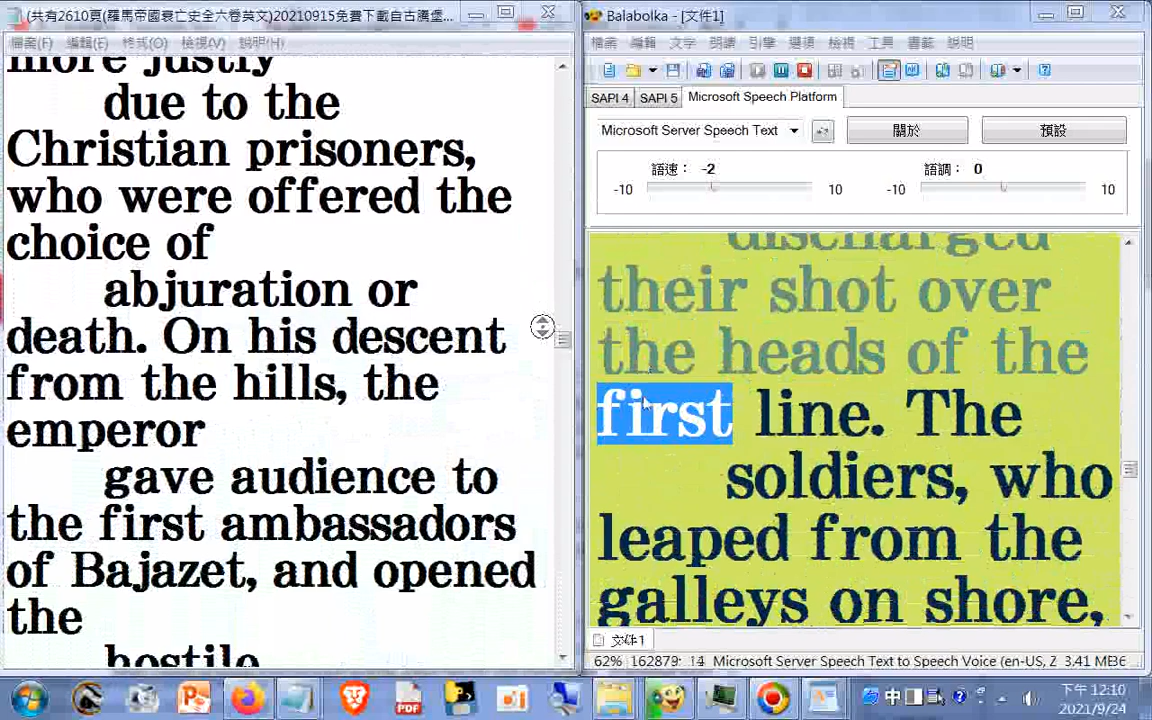 (共有2610頁(羅馬帝國衰亡史全六卷英文)20210915免費下載自古騰堡...
檔案(F) 編輯(E) 格式(O) 檢視(V) 說明(H)
more justly
due to the
Christian prisoners,
who were offered the
choice of
abjuration or
death. On his descent
from the hills, the
emperor
gave audience to
the first ambassadors
of Bajazet, and opened
the
hostile
Balabolka - [文件1]
檔案 編輯 文字 朗讀 引擎 選項 檢視 工具 書籤 說明
SAPI 4 SAPI 5 Microsoft Speech Platform
Microsoft Server Speech Text 關於 預設
語速: -2 語調: 0
-10 10 -10 10
discharged
their shot over
the heads of the
first line. The
soldiers, who
leaped from the
galleys on shore,
文件1
62% 162879: 14 Microsoft Server Speech Text to Speech Voice (en-US, Z 3.41 MB
PDF 中 下午 12:10
2021/9/24